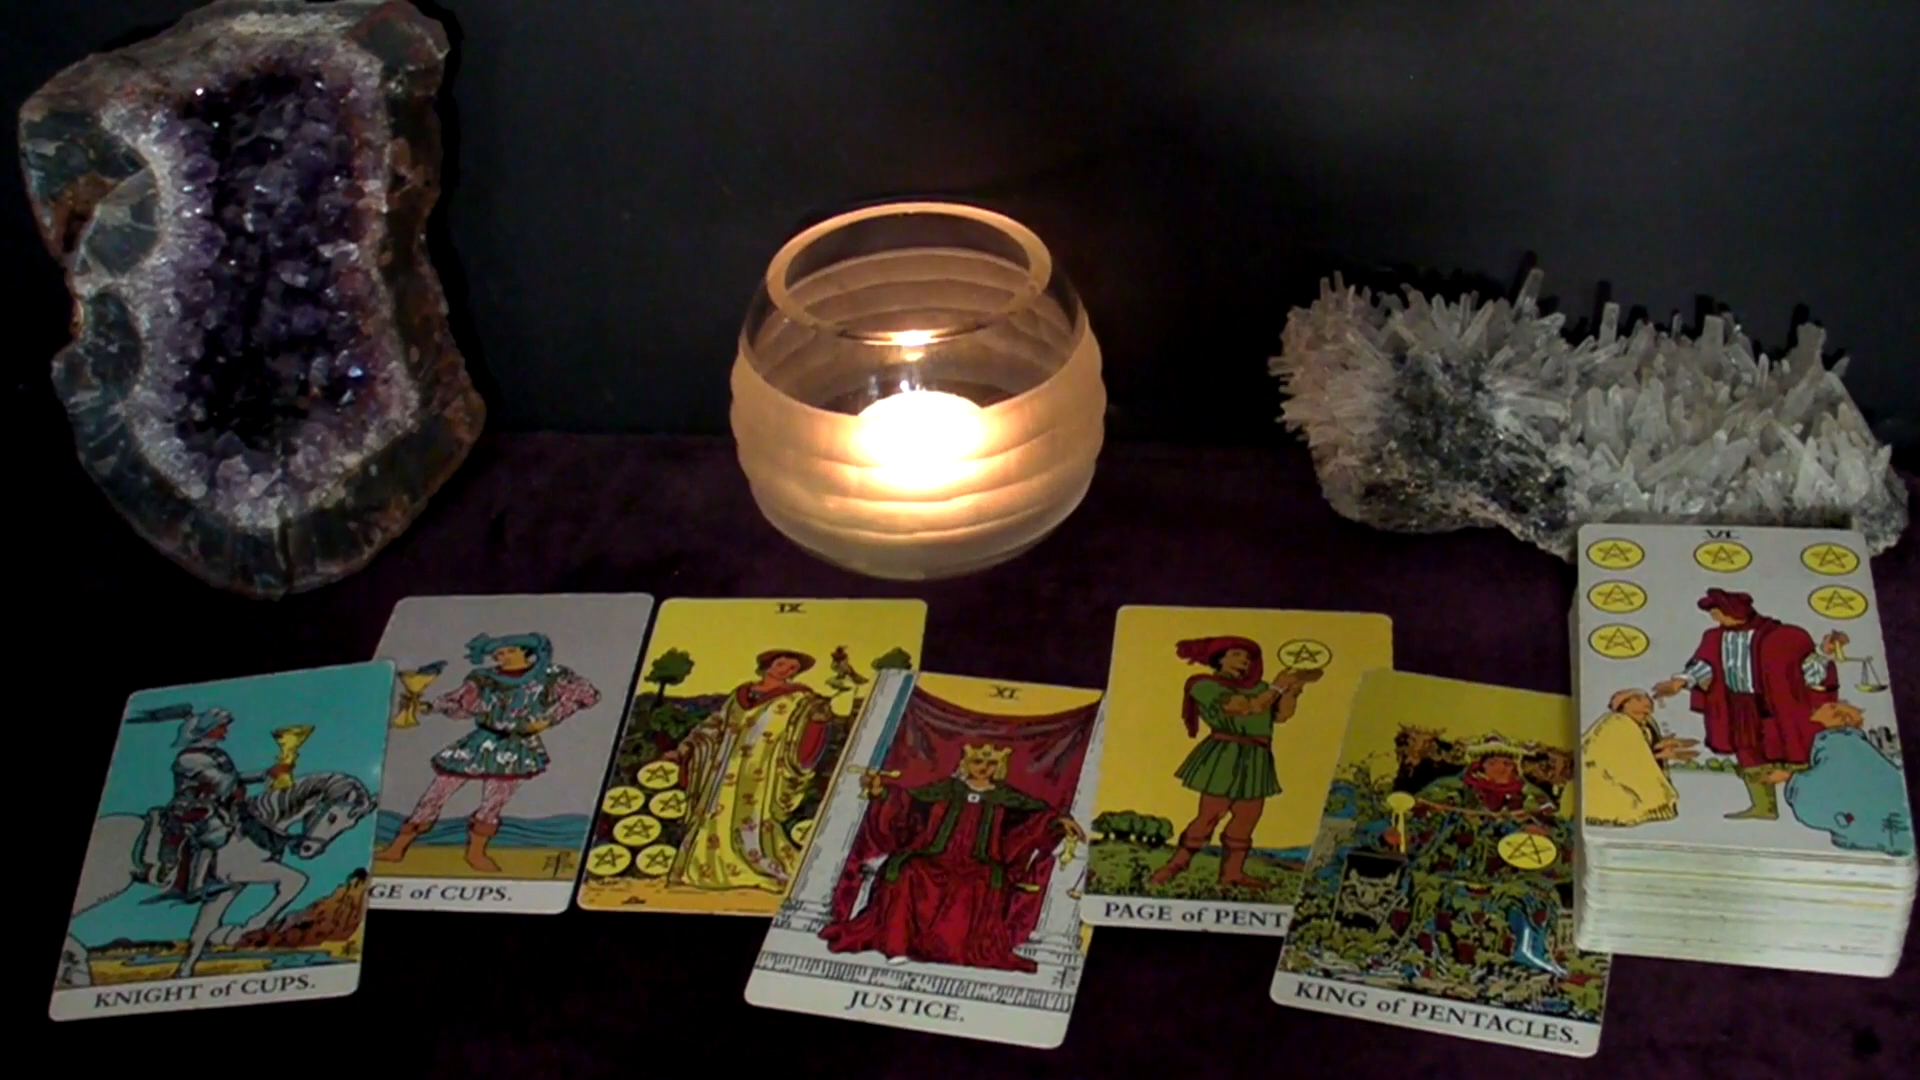 KNIGHT of CUPS.
GE of CUPS.
IX
XI
JUSTICE.
PAGE of PENT
KING of PENTACLES.
VI